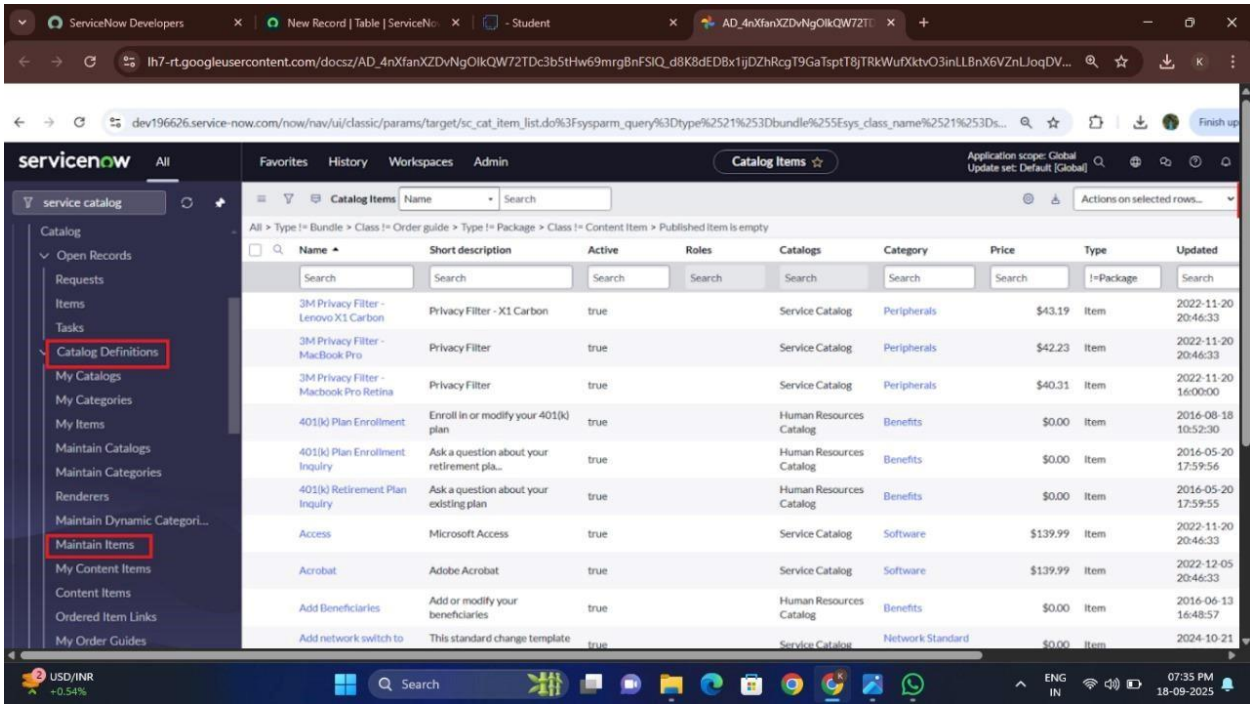 ServiceNow Developers
New Record | Table | ServiceNo
- Student
AD_4nXfanXZDvNgOlkQW72TD
lh7-rt.googleusercontent.com/docsz/AD_4nXfanXZDvNgOlkQW72TDc3b5tHw69mrgBnFSlQ_d8K8dEDBx1ijDZhRcgT9GaTsptT8jTRkWufXktvO3inLLBnX6VZnLJoqDV...
K
dev196626.service-now.com/now/nav/ui/classic/params/target/sc_cat_item_list.do%3Fsysparm_query%3Dtype%2521%253Dbundle%255Esys_class_name%2521%253Ds...
Finish up
servicenow
All
Favorites
History
Workspaces
Admin
Catalog Items
Application scope: Global
Update set: Default [Global]
service catalog
Catalog Items
Name
Search
Actions on selected rows...
Catalog
Open Records
Requests
Items
Tasks
Catalog Definitions
My Catalogs
My Categories
My Items
Maintain Catalogs
Maintain Categories
Renderers
Maintain Dynamic Categori...
Maintain Items
My Content Items
Content Items
Ordered Item Links
My Order Guides
All > Type != Bundle > Class != Order guide > Type != Package > Class != Content Item > Published item is empty
Name Short description Active Roles Catalogs Category Price Type Updated
Search Search Search Search Search Search Search !=Package Search
3M Privacy Filter - Lenovo X1 Carbon Privacy Filter - X1 Carbon true Service Catalog Peripherals $43.19 Item 2022-11-20 20:46:33
3M Privacy Filter - MacBook Pro Privacy Filter true Service Catalog Peripherals $42.23 Item 2022-11-20 20:46:33
3M Privacy Filter - Macbook Pro Retina Privacy Filter true Service Catalog Peripherals $40.31 Item 2022-11-20 16:00:00
401(k) Plan Enrollment Enroll in or modify your 401(k) plan true Human Resources Catalog Benefits $0.00 Item 2016-08-18 10:52:30
401(k) Plan Enrollment Inquiry Ask a question about your retirement pla... true Human Resources Catalog Benefits $0.00 Item 2016-05-20 17:59:56
401(k) Retirement Plan Inquiry Ask a question about your existing plan true Human Resources Catalog Benefits $0.00 Item 2016-05-20 17:59:55
Access Microsoft Access true Service Catalog Software $139.99 Item 2022-11-20 20:46:33
Acrobat Adobe Acrobat true Service Catalog Software $139.99 Item 2022-12-05 20:46:33
Add Beneficiaries Add or modify your beneficiaries true Human Resources Catalog Benefits $0.00 Item 2016-06-13 16:48:57
Add network switch to This standard change template true Service Catalog Network Standard $0.00 Item 2024-10-21
2
USD/INR
+0.54%
Search
ENG
IN
07:35 PM
18-09-2025